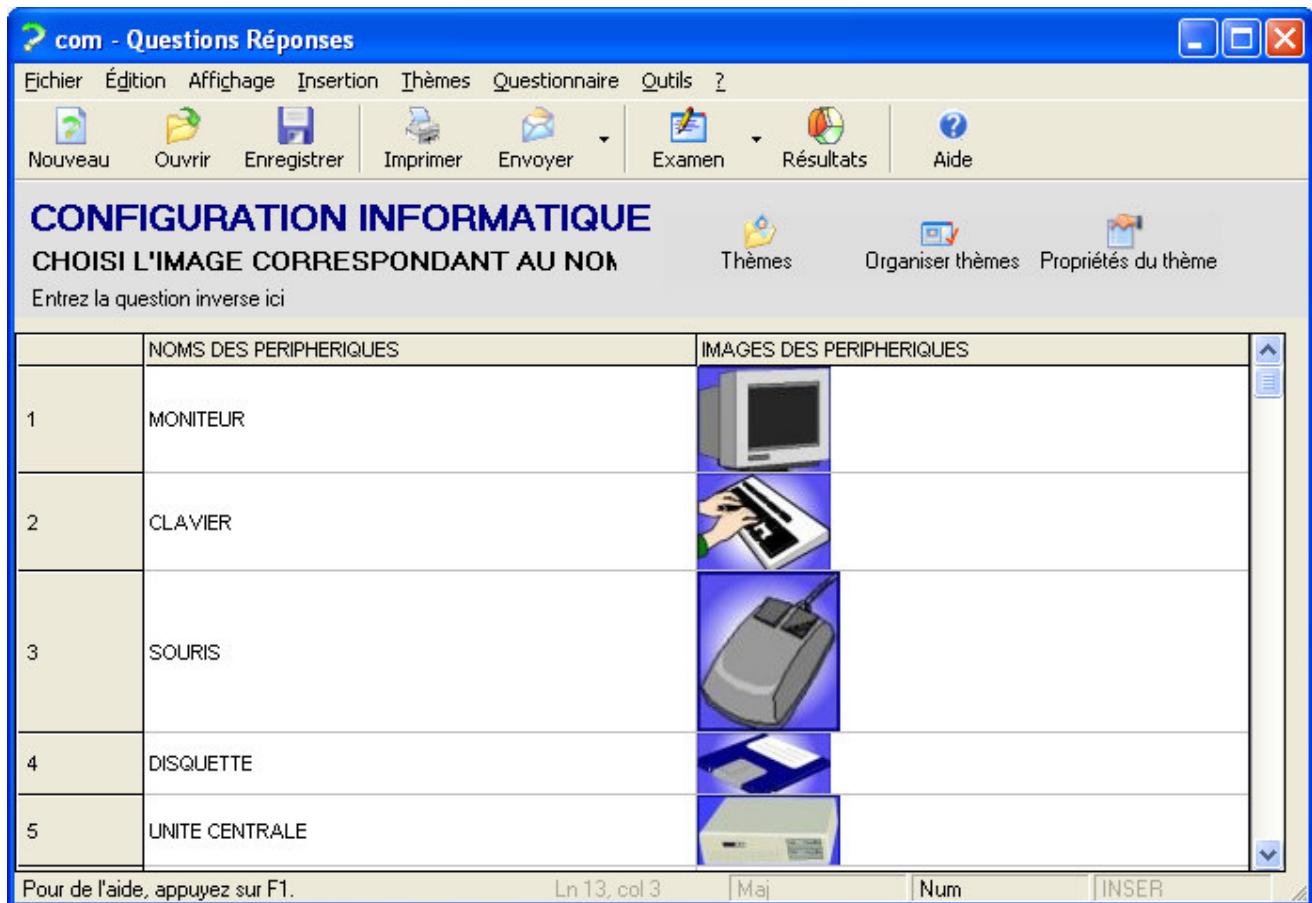 com - Questions Réponses
Fichier Édition Affichage Insertion Thèmes Questionnaire Outils ?
Nouveau Ouvrir Enregistrer Imprimer Envoyer Examen Résultats Aide
CONFIGURATION INFORMATIQUE
CHOISI L'IMAGE CORRESPONDANT AU NOM
Thèmes Organiser thèmes Propriétés du thème
Entrez la question inverse ici
NOMS DES PERIPHERIQUES IMAGES DES PERIPHERIQUES
1 MONITEUR
2 CLAVIER
3 SOURIS
4 DISQUETTE
5 UNITE CENTRALE
Pour de l'aide, appuyez sur F1. Ln 13, col 3 Maj Num INSER